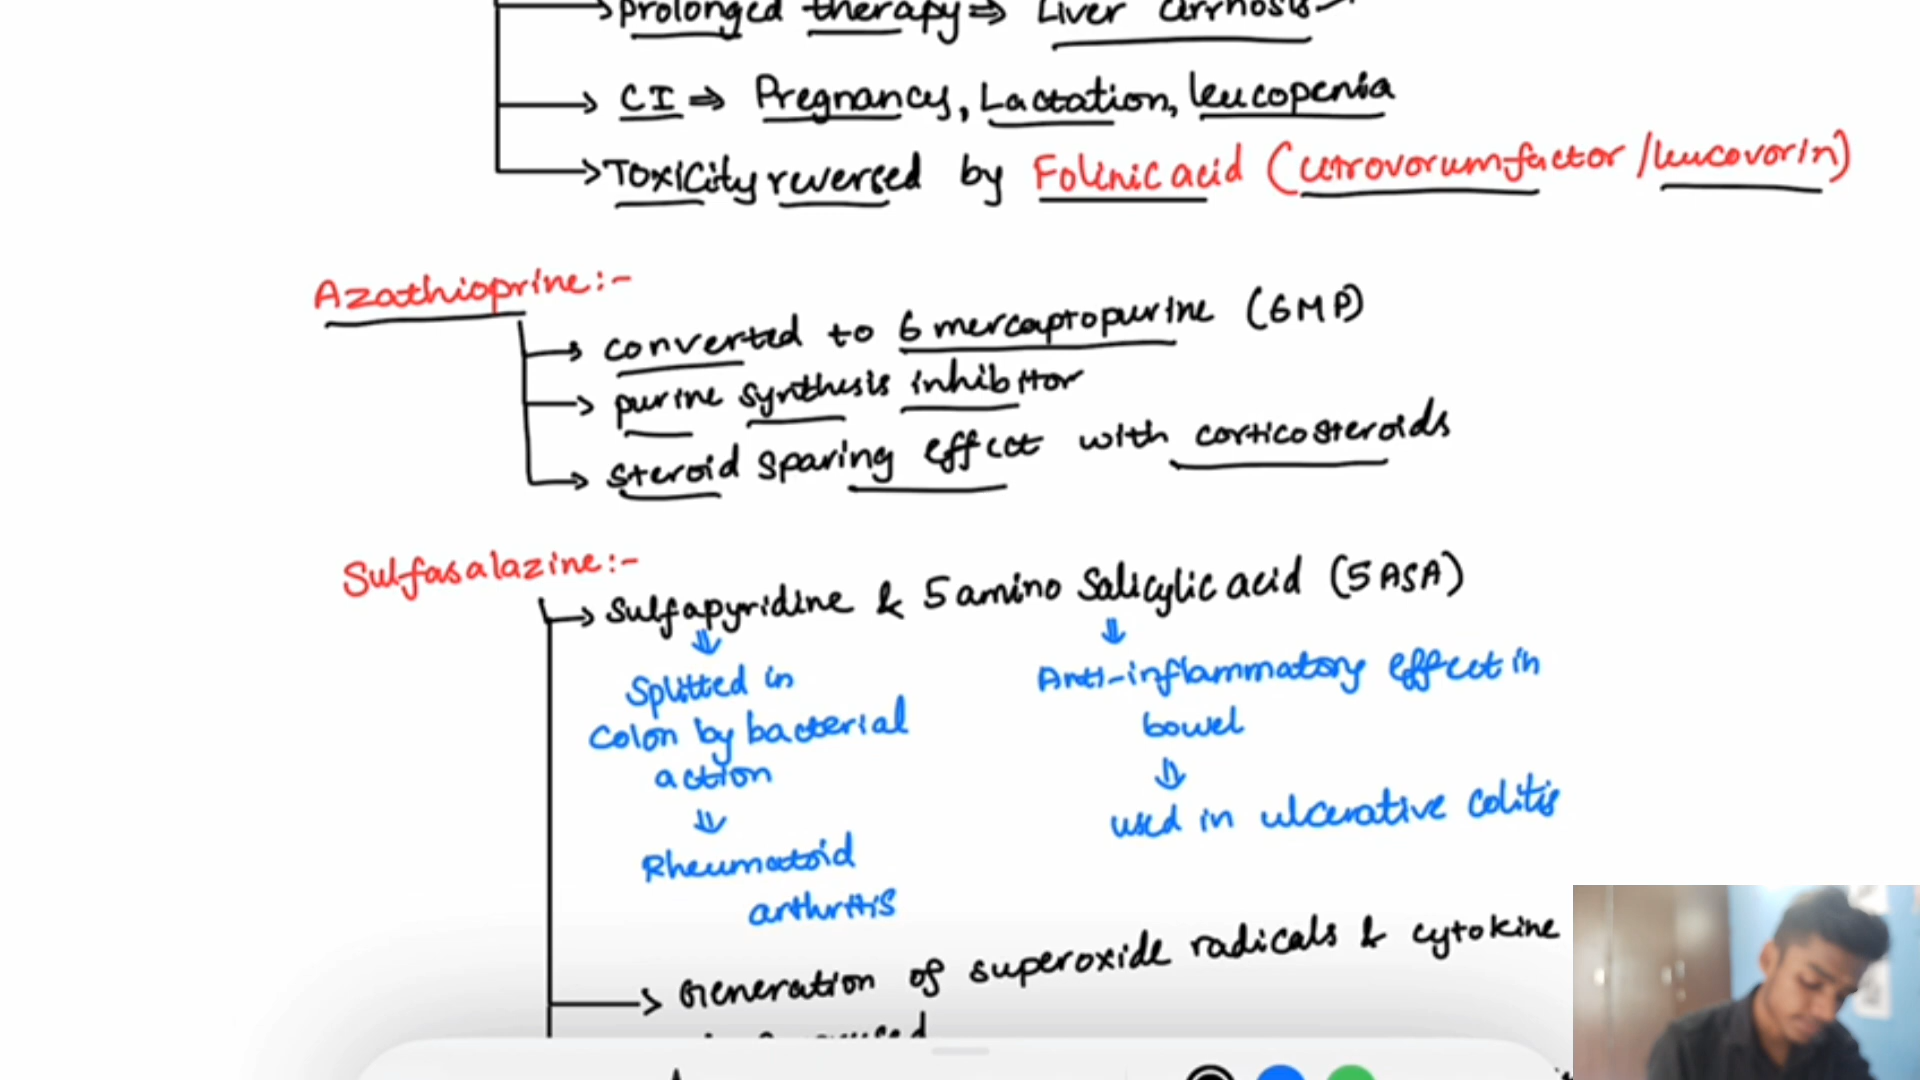 Prolonged therapy ⇒ Liver cirrhosis
CI ⇒ Pregnancy, Lactation, leucopenia
Toxicity reversed by Folinic acid (citrovorum factor / leucovorin)
Azathioprine:-
converted to 6 mercaptopurine (6MP)
purine synthesis inhibitor
steroid sparing effect with corticosteroids
Sulfasalazine:-
Sulfapyridine & 5 amino Salicylic acid (5 ASA)
Splitted in
Colon by bacterial
action
Rheumatoid
arthritis
Anti-inflammatory effect in
bowel
used in ulcerative colitis
Generation of superoxide radicals & cytokine